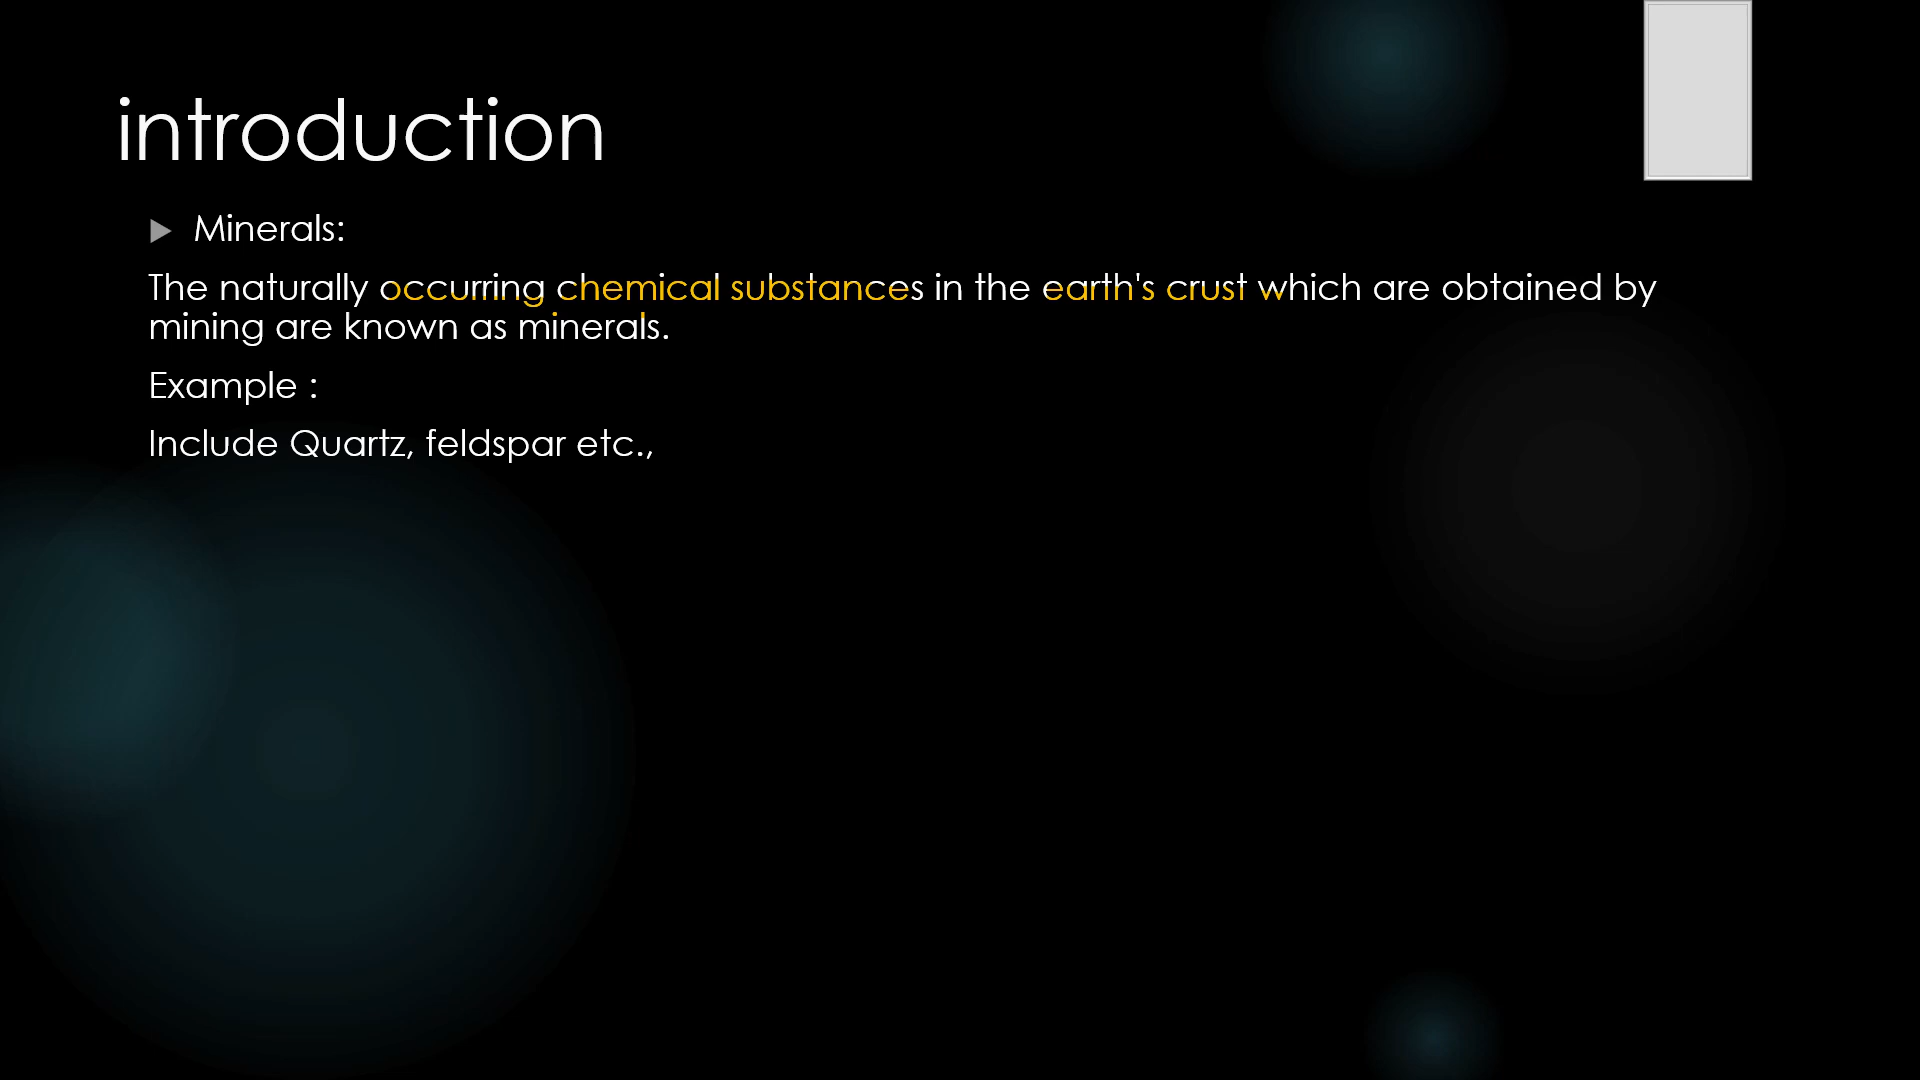 introduction
Minerals:
The naturally occurring chemical substances in the earth's crust which are obtained by
mining are known as minerals.
Example :
Include Quartz, feldspar etc.,